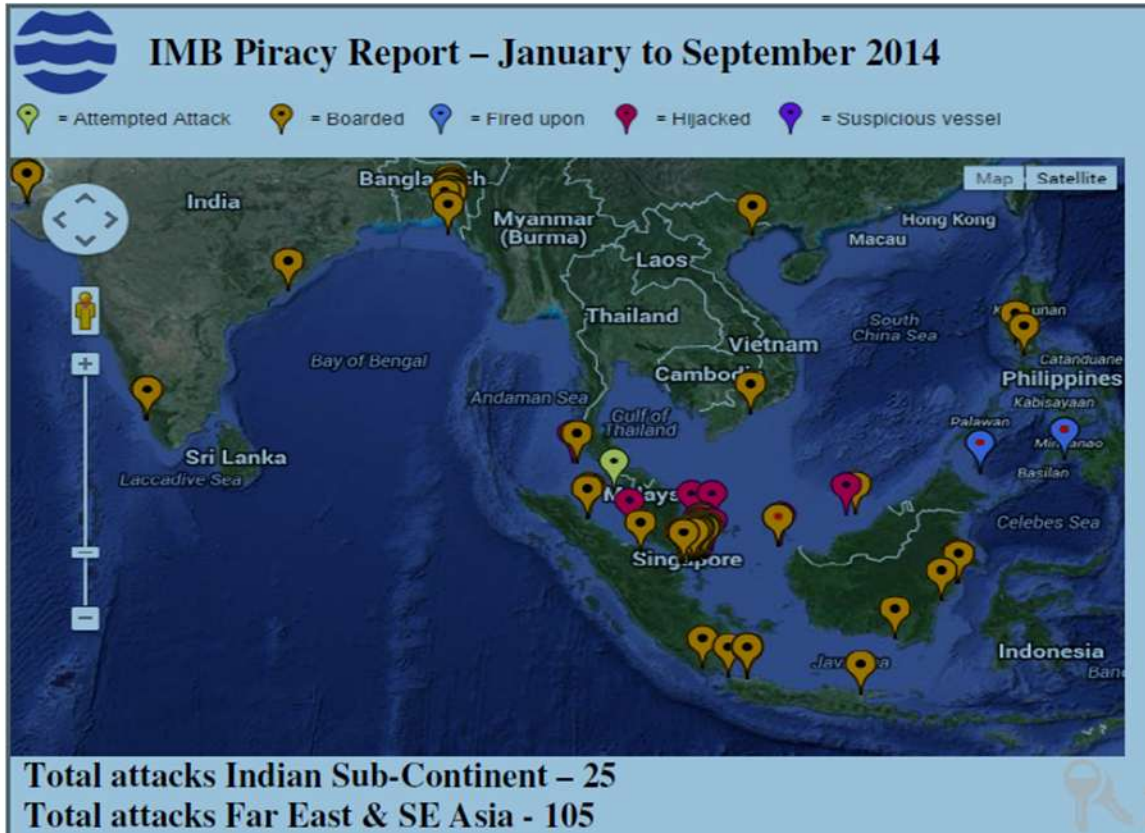 IMB Piracy Report – January to September 2014
= Attempted Attack = Boarded = Fired upon = Hijacked = Suspicious vessel
Map Satellite
India
Myanmar
(Burma)
Hong Kong
Macau
Laos
Thailand
South
China Sea
Vietnam
Bay of Bengal
Catanduane
Philippines
Andaman Sea
Kabisayaan
Gulf of
Thailand
Palawan
Sri Lanka
Basilan
Laccadive Sea
Celebes Sea
Indonesia
Total attacks Indian Sub-Continent – 25
Total attacks Far East & SE Asia - 105